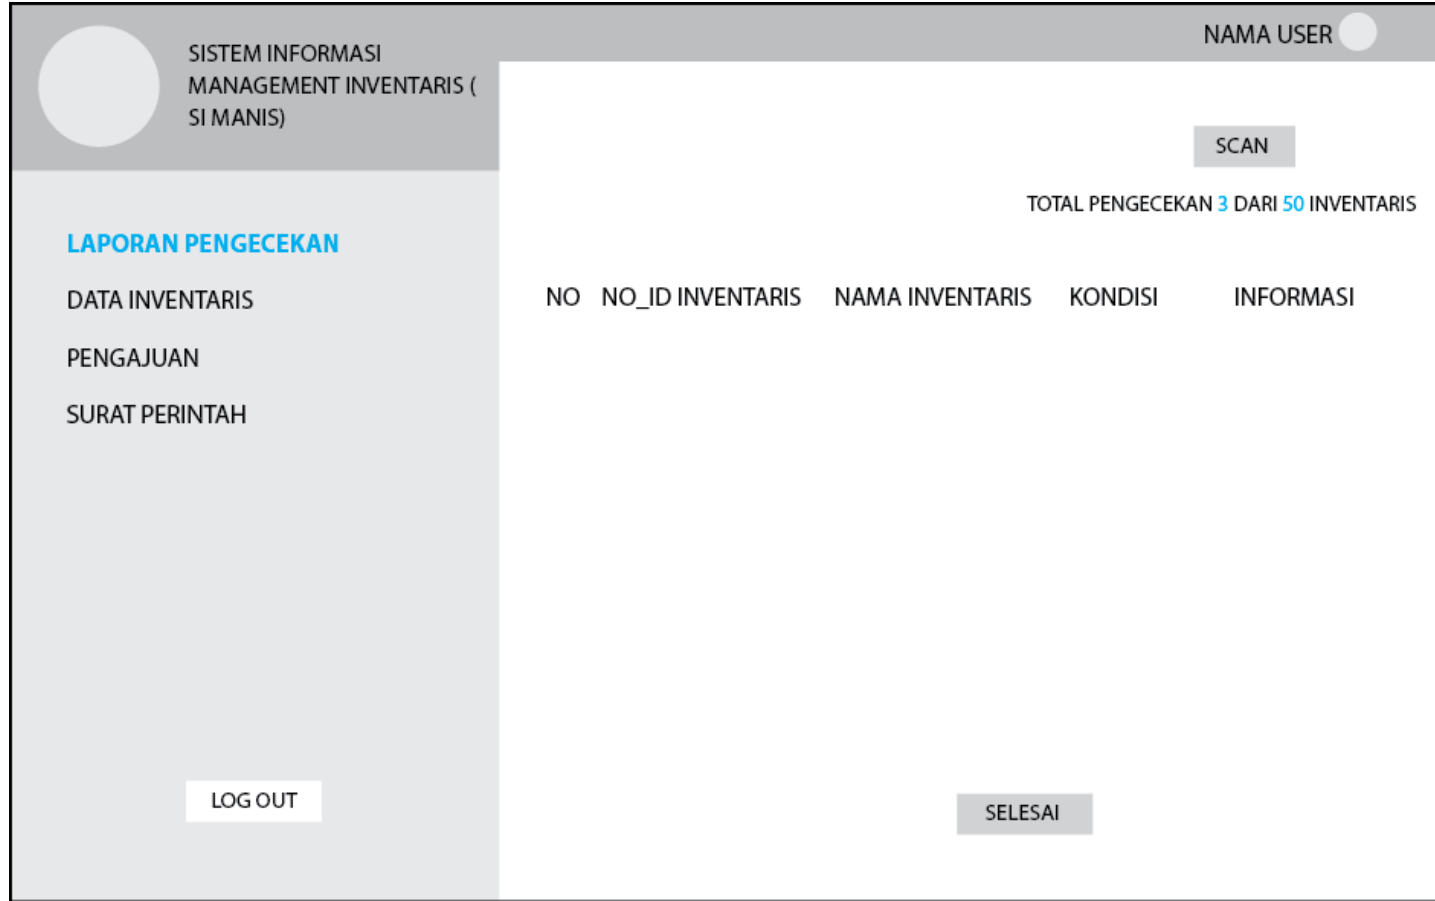 SISTEM INFORMASI
MANAGEMENT INVENTARIS (
SI MANIS)
NAMA USER
LAPORAN PENGECEKAN
DATA INVENTARIS
PENGAJUAN
SURAT PERINTAH
LOG OUT
SCAN
TOTAL PENGECEKAN 3 DARI 50 INVENTARIS
NO NO_ID INVENTARIS NAMA INVENTARIS KONDISI INFORMASI
SELESAI